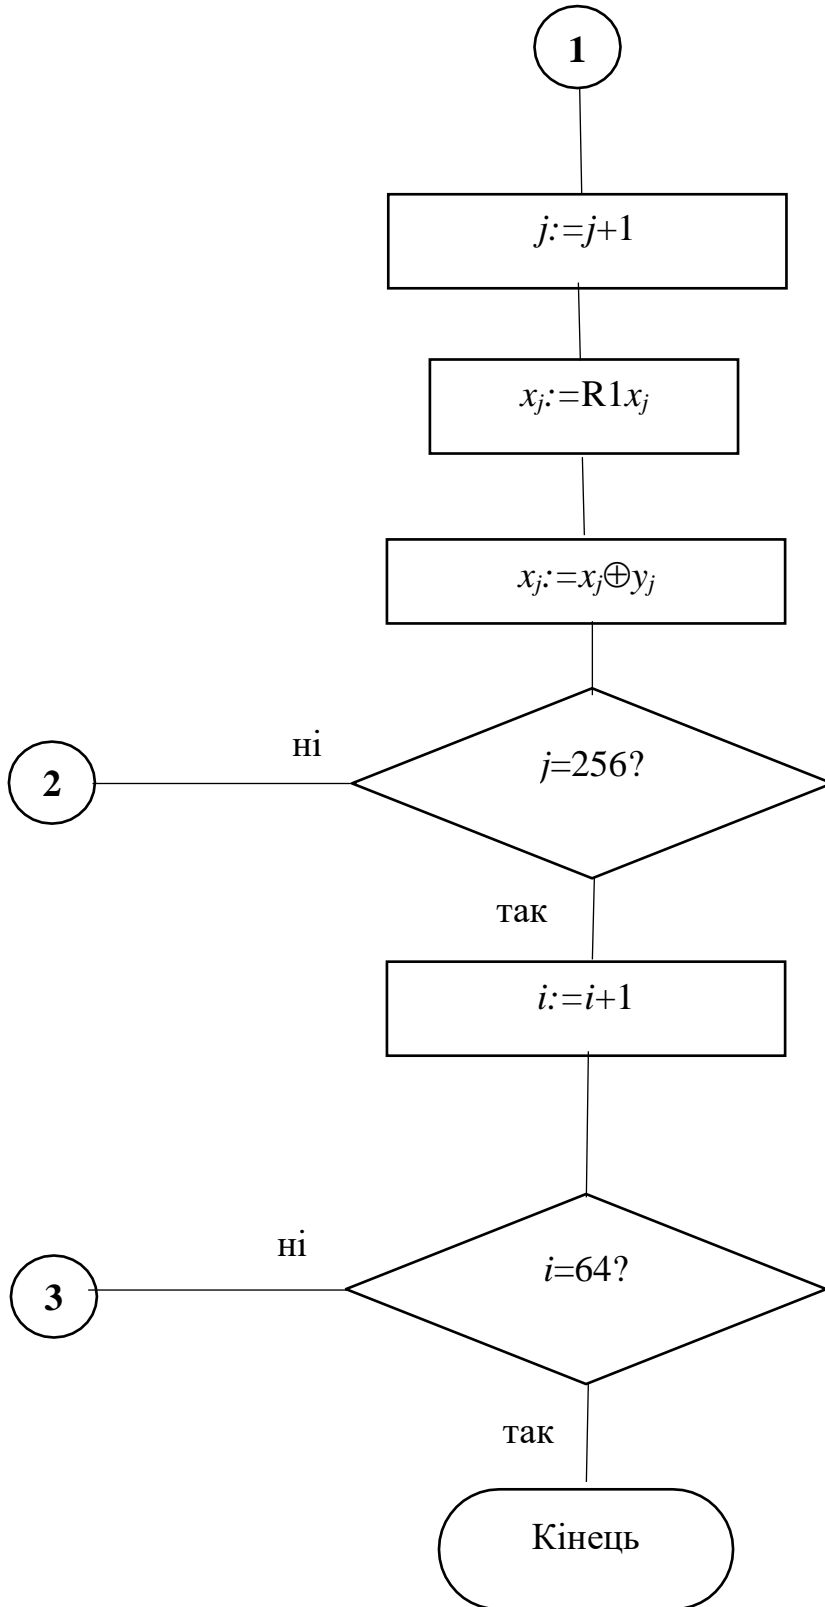 1
j:=j+1
xj:=R1xj
xj:=xj⊕yj
ні
j=256?
2
так
i:=i+1
ні
i=64?
3
так
Кінець